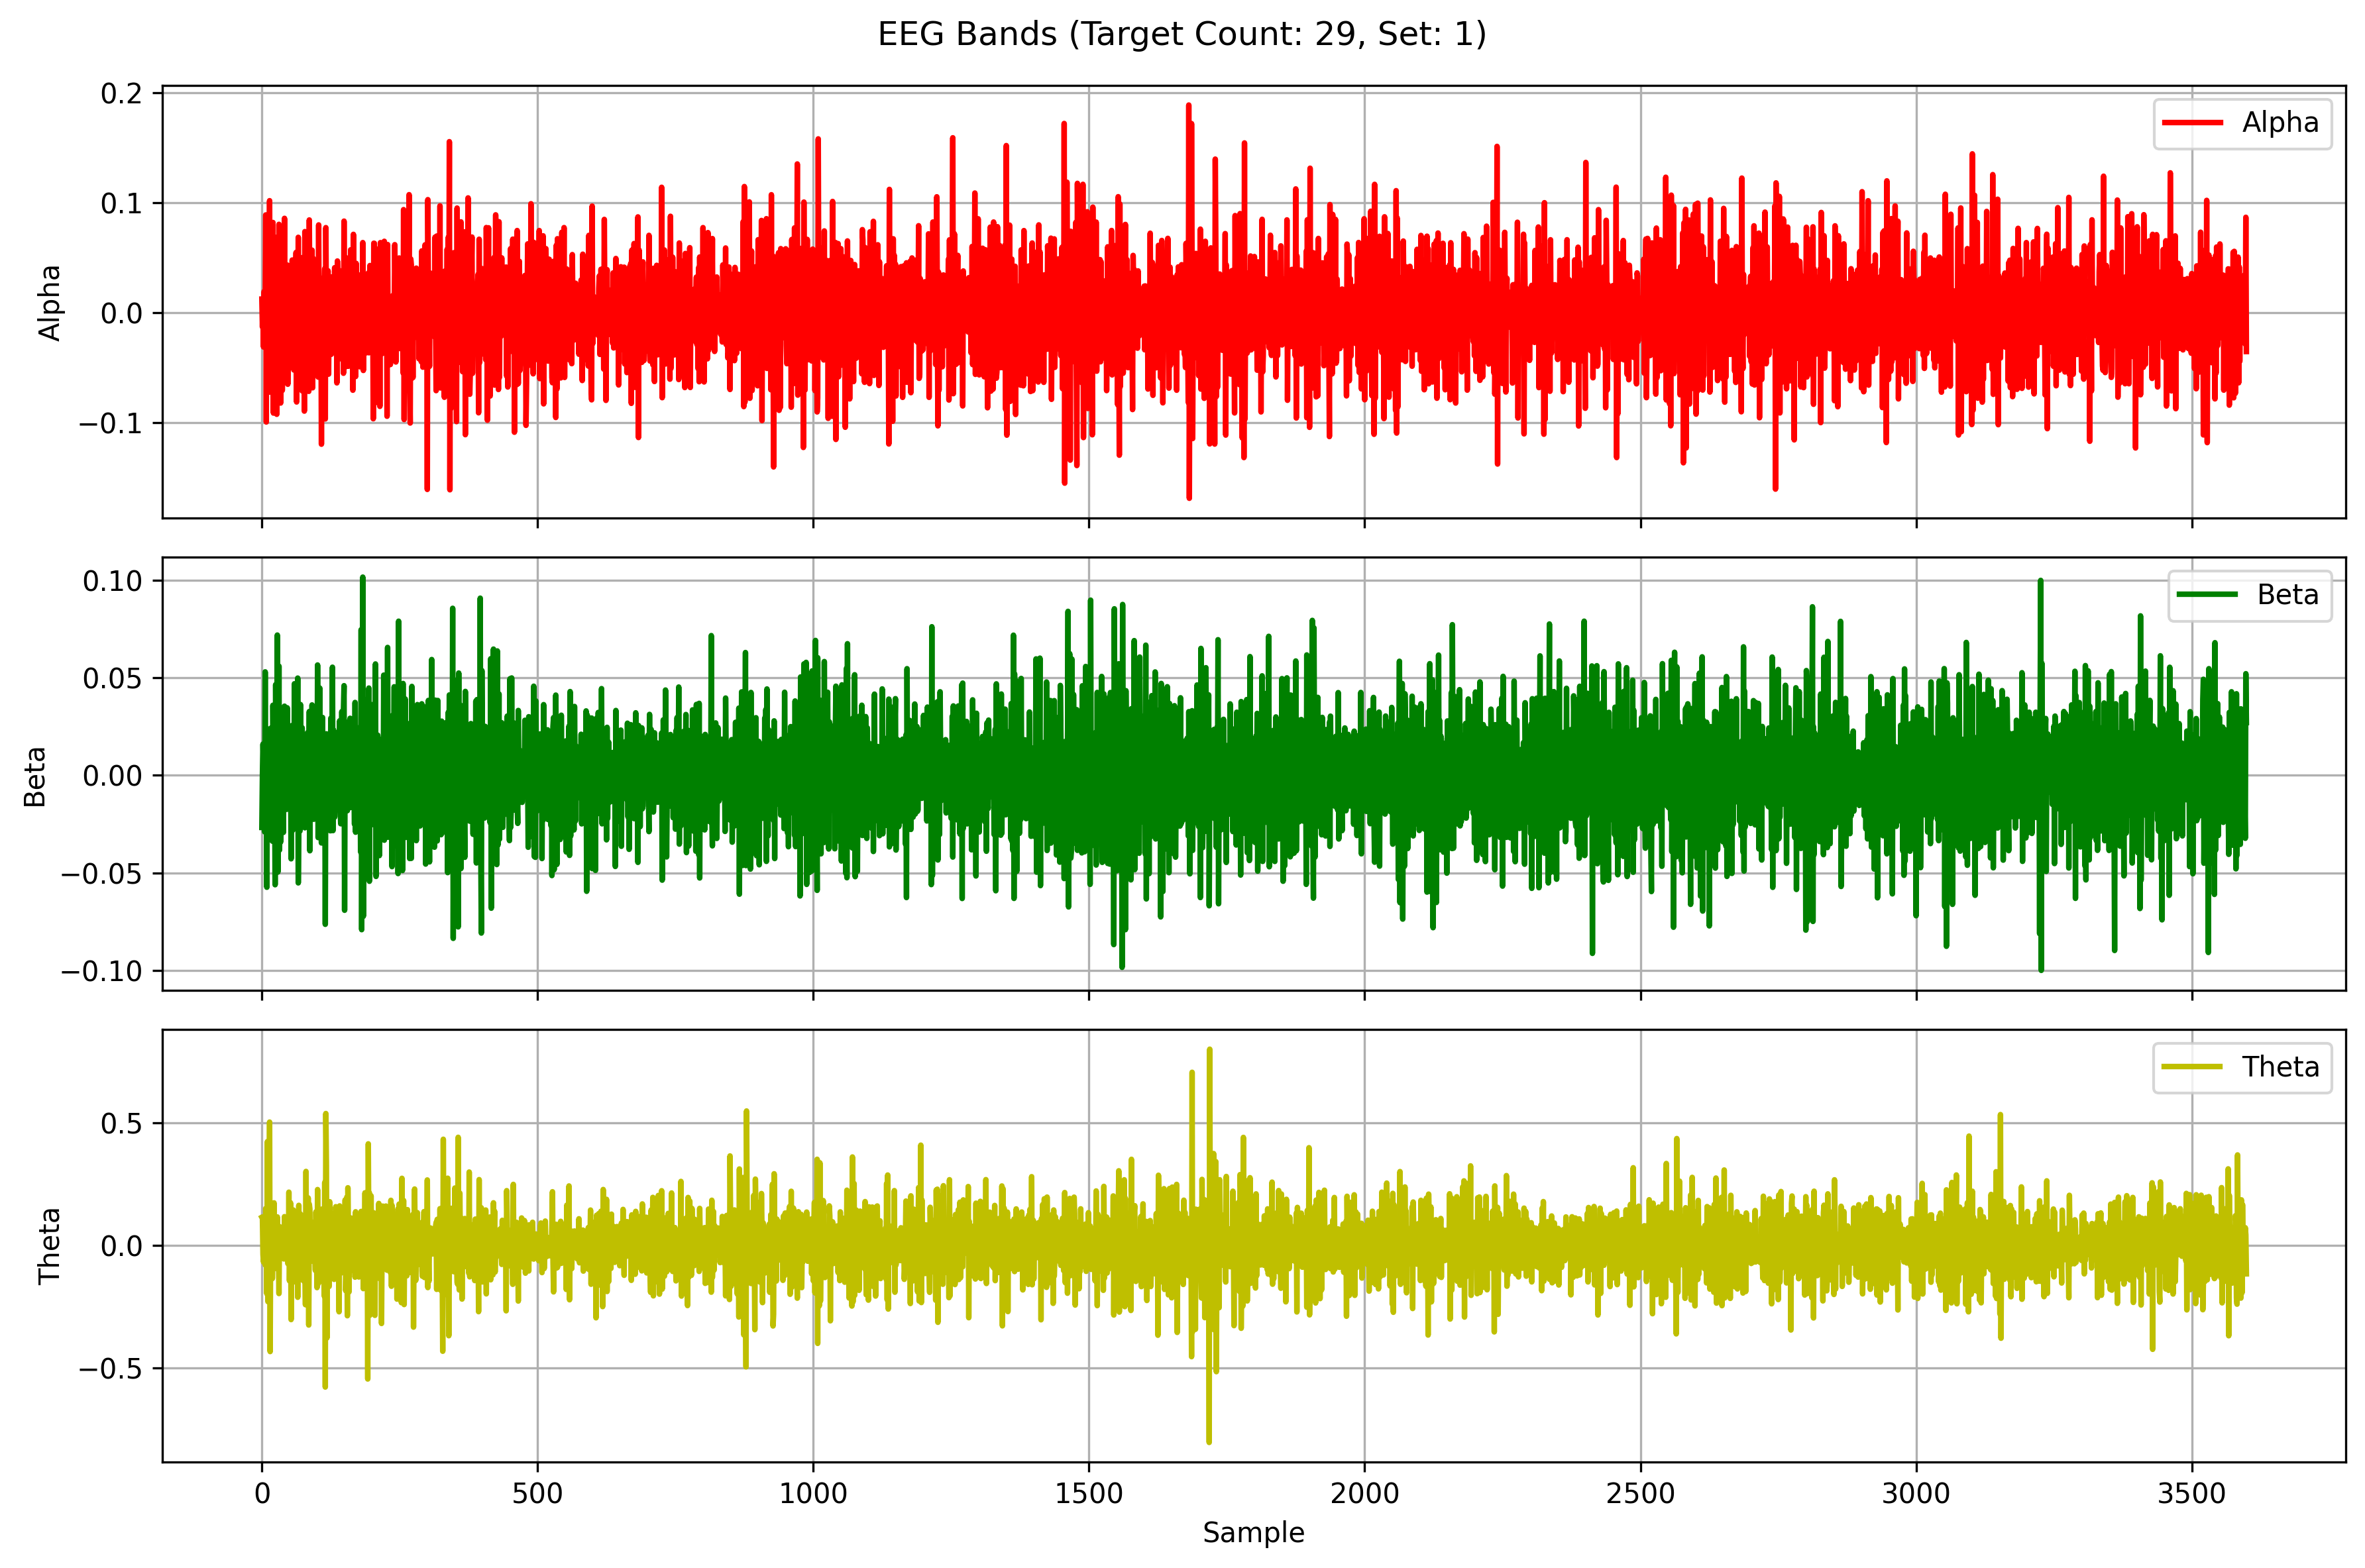 EEG Bands (Target Count: 29, Set: 1)
0.2
0.1
0.0
−0.1
Alpha
Alpha
0.10
0.05
0.00
−0.05
−0.10
Beta
Beta
0.5
0.0
−0.5
Theta
Theta
0 500 1000 1500 2000 2500 3000 3500
Sample